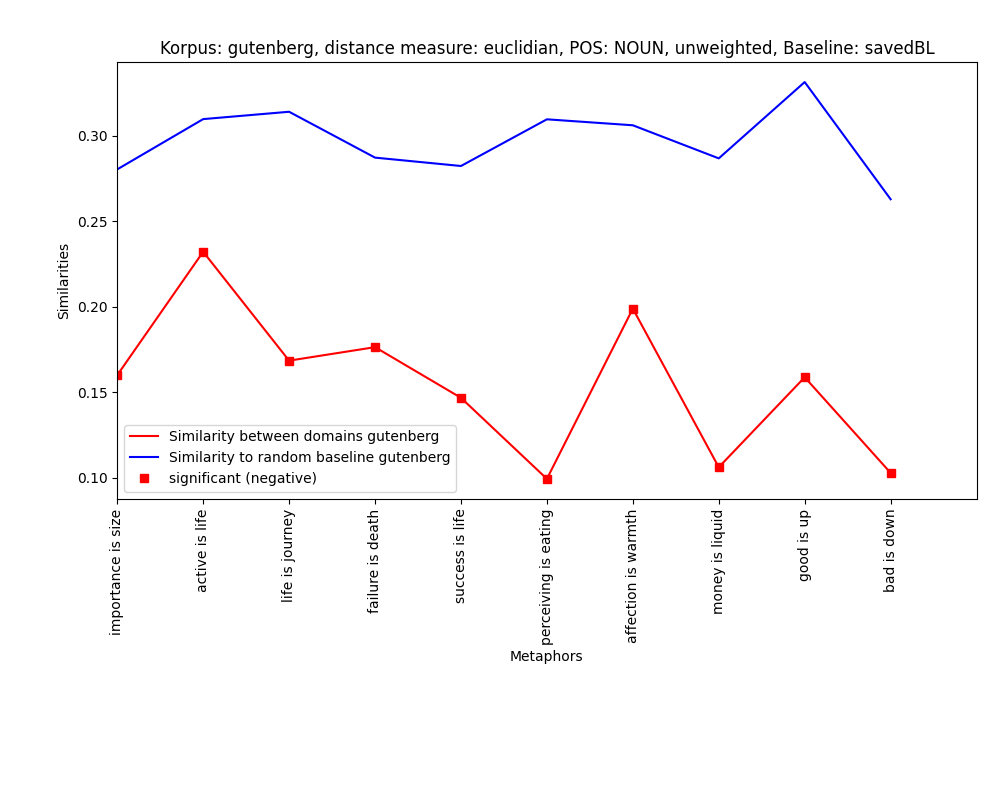 Korpus: gutenberg, distance measure: euclidian, POS: NOUN, unweighted, Baseline: savedBL
Similarities
0.30
0.25
0.20
0.15
0.10
Similarity between domains gutenberg
Similarity to random baseline gutenberg
significant (negative)
importance is size
active is life
life is journey
failure is death
success is life
perceiving is eating
affection is warmth
money is liquid
good is up
bad is down
Metaphors